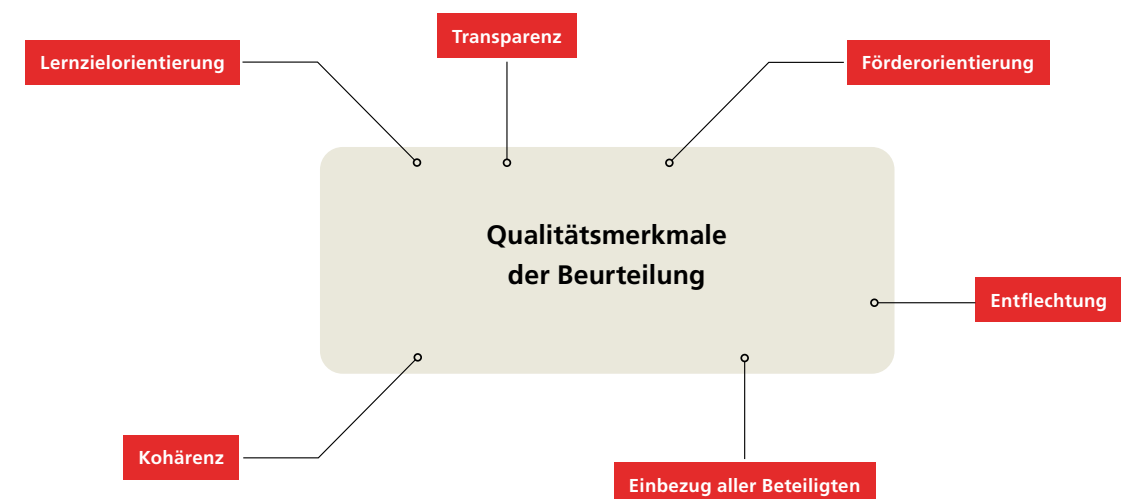 Transparenz
Lernzielorientierung
Förderorientierung
Qualitätsmerkmale
der Beurteilung
Entflechtung
Kohärenz
Einbezug aller Beteiligten